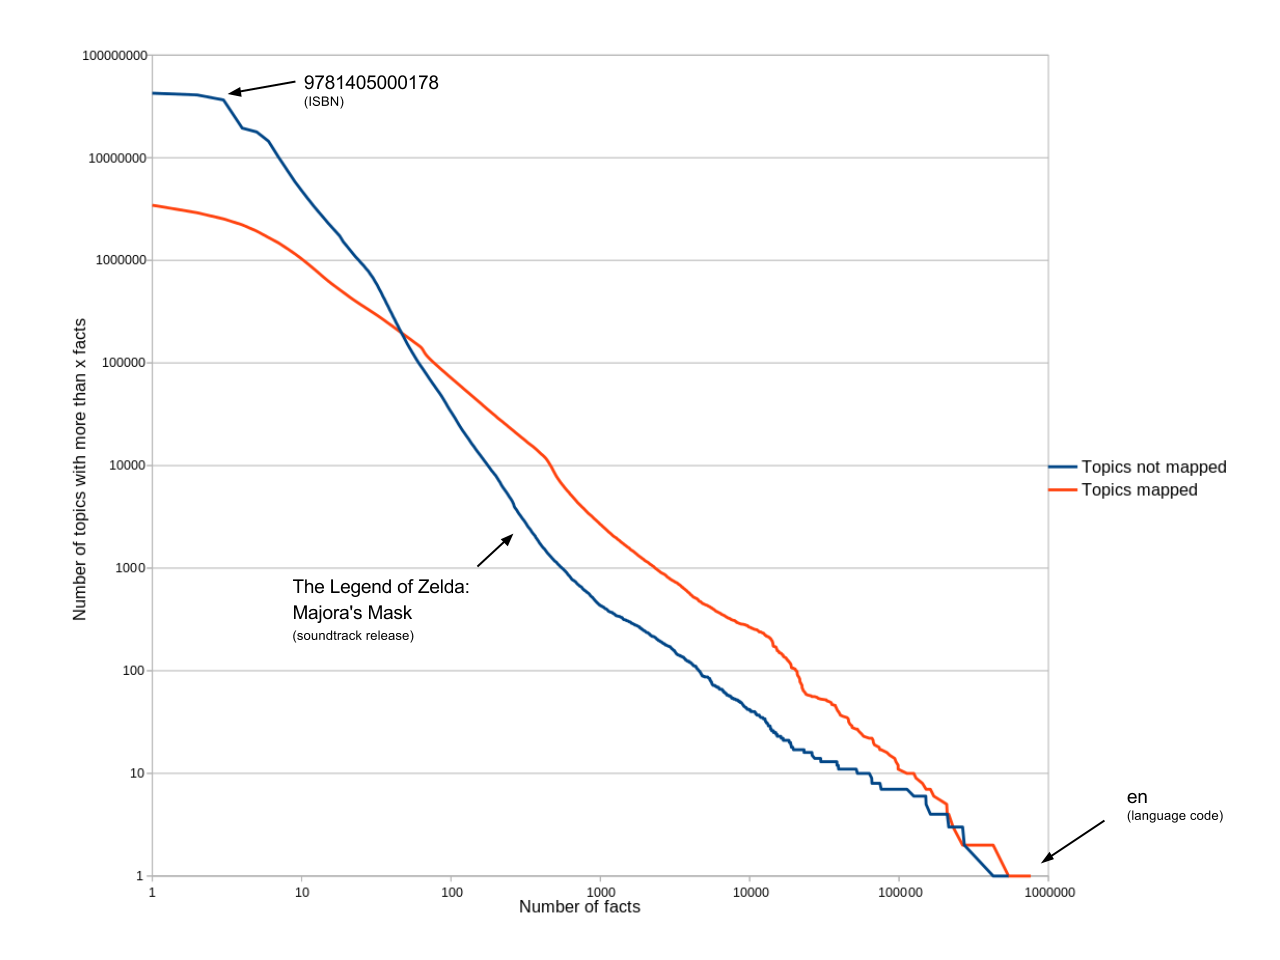 100000000
10000000
1000000
100000
10000
1000
100
10
1
Number of topics with more than x facts
9781405000178
(ISBN)
The Legend of Zelda:
Majora's Mask
(soundtrack release)
Topics not mapped
Topics mapped
en
(language code)
1 10 100 1000 10000 100000 1000000
Number of facts